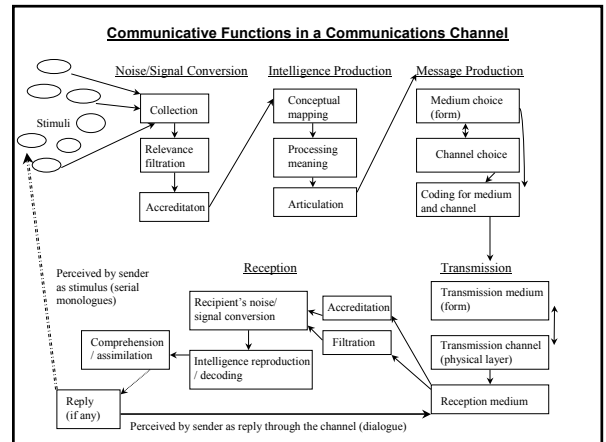 Communicative Functions in a Communications Channel
Noise/Signal Conversion
Intelligence Production
Message Production
Stimuli
Collection
Relevance
filtration
Accreditaton
Conceptual
mapping
Processing
meaning
Articulation
Medium choice
(form)
Channel choice
Coding for medium
and channel
Perceived by sender
as stimulus (serial
monologues)
Reception
Transmission
Recipient's noise/
signal conversion
Accreditation
Filtration
Transmission medium
(form)
Transmission channel
(physical layer)
Comprehension
/ assimilation
Intelligence reproduction
/ decoding
Reply
(if any)
Reception medium
Perceived by sender as reply through the channel (dialogue)